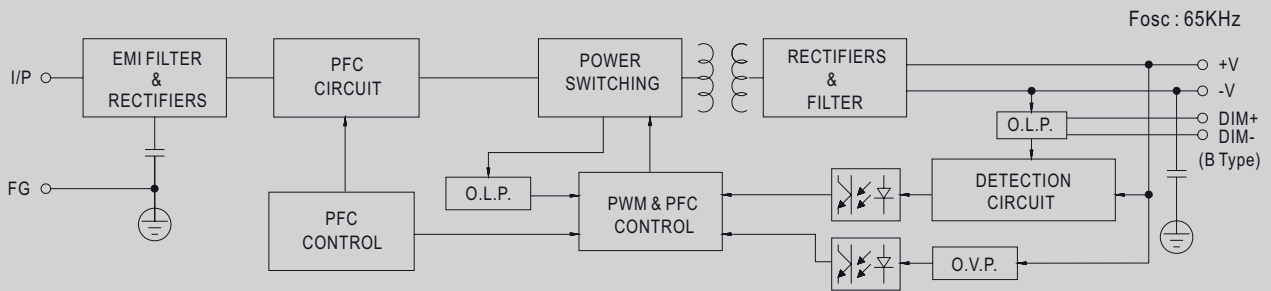 Fosc : 65KHz
I/P
EMI FILTER
&
RECTIFIERS
PFC
CIRCUIT
POWER
SWITCHING
RECTIFIERS
&
FILTER
+V
-V
DIM+
DIM-
(B Type)
O.L.P.
FG
O.L.P.
PFC
CONTROL
PWM & PFC
CONTROL
DETECTION
CIRCUIT
O.V.P.